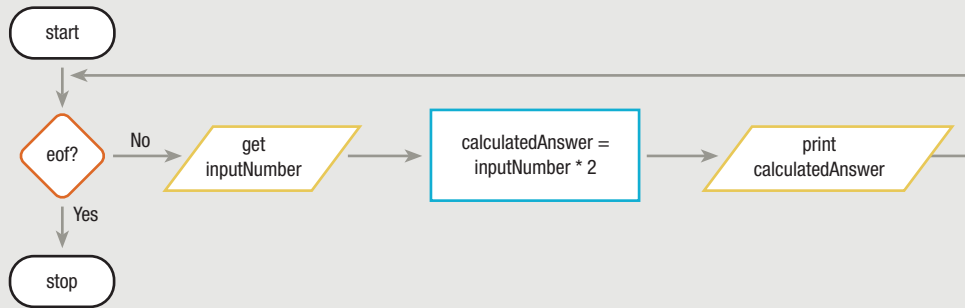 start
eof?
No
get
inputNumber
calculatedAnswer =
inputNumber * 2
print
calculatedAnswer
Yes
stop